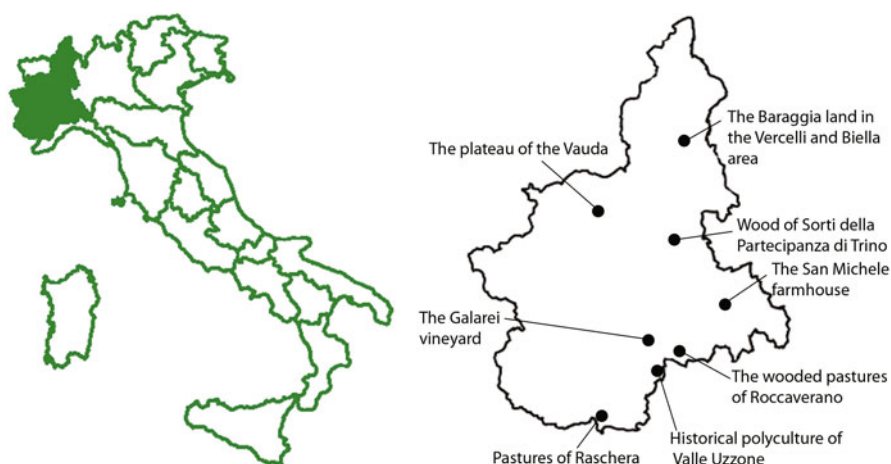 The Baraggia land in
the Vercelli and Biella
area
The plateau of the Vauda
Wood of Sorti della
Partecipanza di Trino
The San Michele
farmhouse
The Galarei
vineyard
The wooded pastures
of Roccaverano
Historical polyculture of
Valle Uzzone
Pastures of Raschera